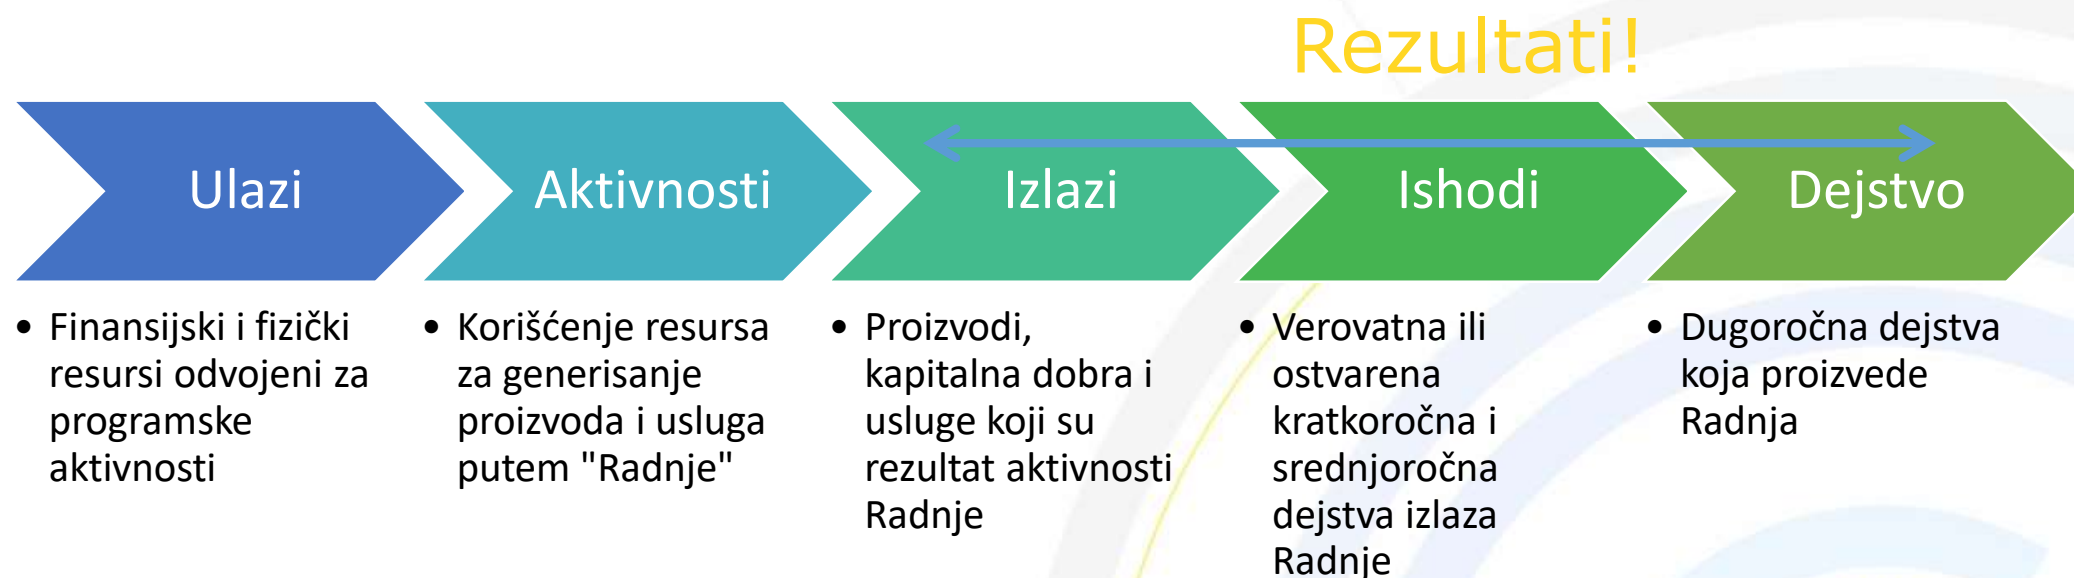 Rezultati!
Ulazi
Aktivnosti
Izlazi
Ishodi
Dejstvo
• Finansijski i fizički
resursi odvojeni za
programske
aktivnosti
• Korišćenje resursa
za generisanje
proizvoda i usluga
putem "Radnje"
• Proizvodi,
kapitalna dobra i
usluge koji su
rezultat aktivnosti
Radnje
• Verovatna ili
ostvarena
kratkoročna i
srednjoročna
dejstva izlaza
Radnje
• Dugoročna dejstva
koja proizvede
Radnja